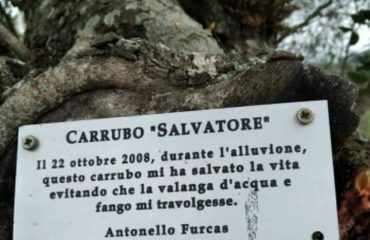 CARRUBO "SALVATORE"
Il 22 ottobre 2008, durante l'alluvione,
questo carrubo mi ha salvato la vita
evitando che la valanga d'acqua e
fango mi travolgesse.
Antonello Furcas